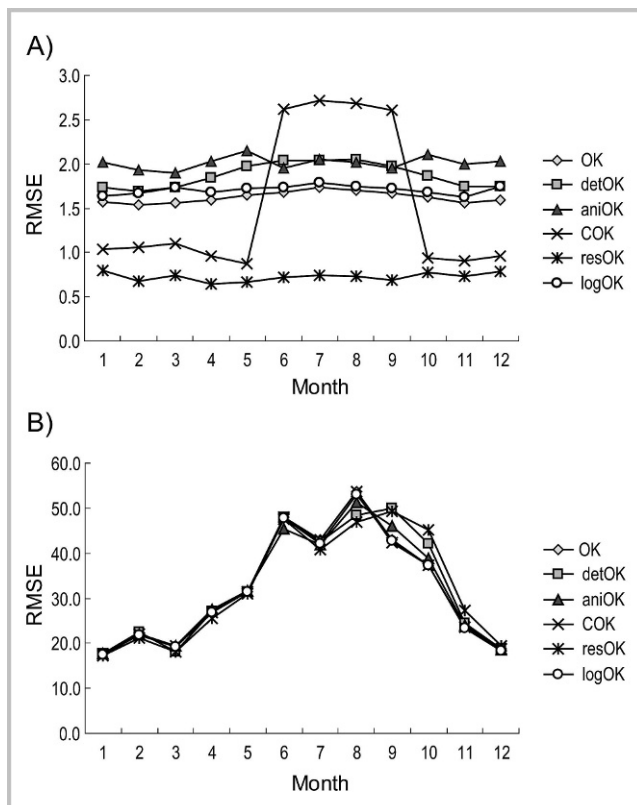 A)
3.0
2.5
2.0
1.5
1.0
0.5
0.0
RMSE
1 2 3 4 5 6 7 8 9 10 11 12
Month
OK
detOK
aniOK
COK
resOK
logOK
B)
60.0
50.0
40.0
30.0
20.0
10.0
0.0
RMSE
1 2 3 4 5 6 7 8 9 10 11 12
Month
OK
detOK
aniOK
COK
resOK
logOK